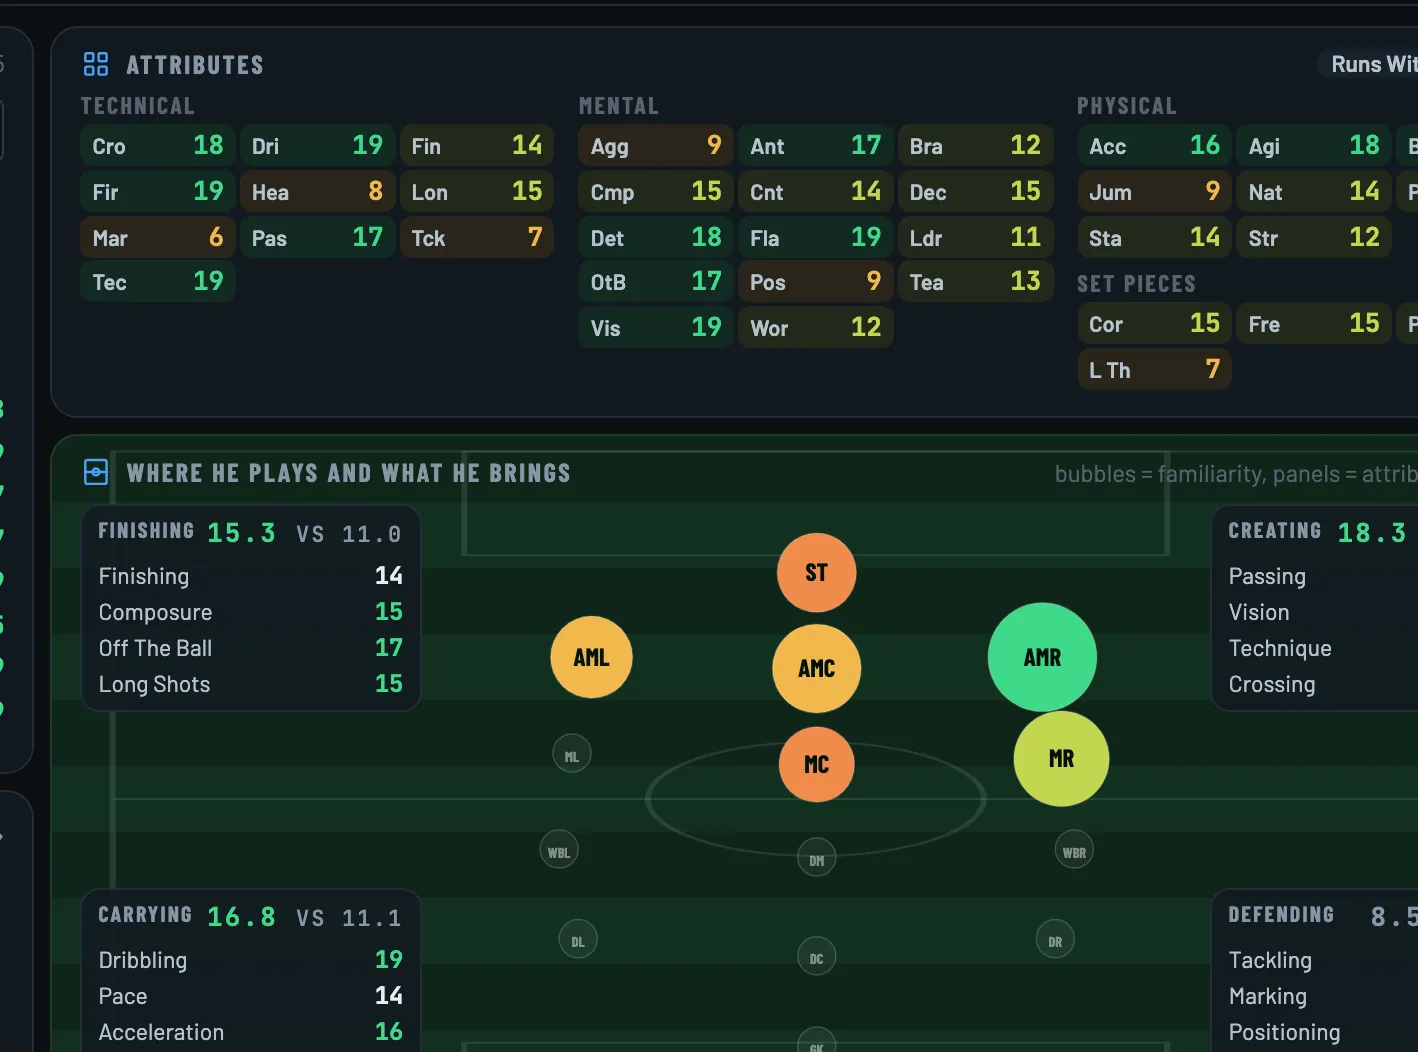 ATTRIBUTES
Runs Wit
TECHNICAL MENTAL PHYSICAL
Cro 18 Dri 19 Fin 14 Agg 9 Ant 17 Bra 12 Acc 16 Agi 18 B
Fir 19 Hea 8 Lon 15 Cmp 15 Cnt 14 Dec 15 Jum 9 Nat 14 P
Mar 6 Pas 17 Tck 7 Det 18 Fla 19 Ldr 11 Sta 14 Str 12
Tec 19 OtB 17 Pos 9 Tea 13 SET PIECES
Vis 19 Wor 12 Cor 15 Fre 15 P
L Th 7
WHERE HE PLAYS AND WHAT HE BRINGS
bubbles = familiarity, panels = attrib
FINISHING 15.3 VS 11.0
Finishing 14
Composure 15
Off The Ball 17
Long Shots 15
CREATING 18.3
Passing
Vision
Technique
Crossing
ST
AML AMC AMR
ML MC MR
WBL DM WBR
DL DC DR
GK
CARRYING 16.8 VS 11.1
Dribbling 19
Pace 14
Acceleration 16
DEFENDING 8.5
Tackling
Marking
Positioning